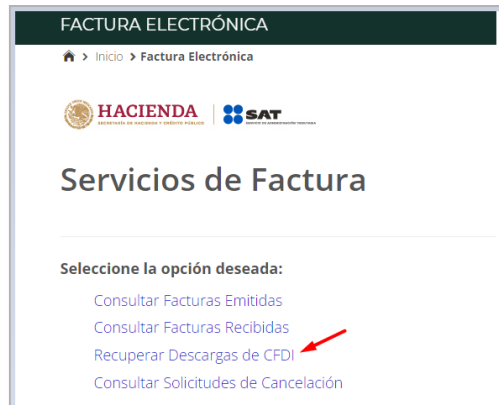 FACTURA ELECTRÓNICA
Inicio > Factura Electrónica
HACIENDA
SECRETARÍA DE HACIENDA Y CRÉDITO PÚBLICO
SAT
SERVICIO DE ADMINISTRACIÓN TRIBUTARIA
Servicios de Factura
Seleccione la opción deseada:
Consultar Facturas Emitidas
Consultar Facturas Recibidas
Recuperar Descargas de CFDI
Consultar Solicitudes de Cancelación